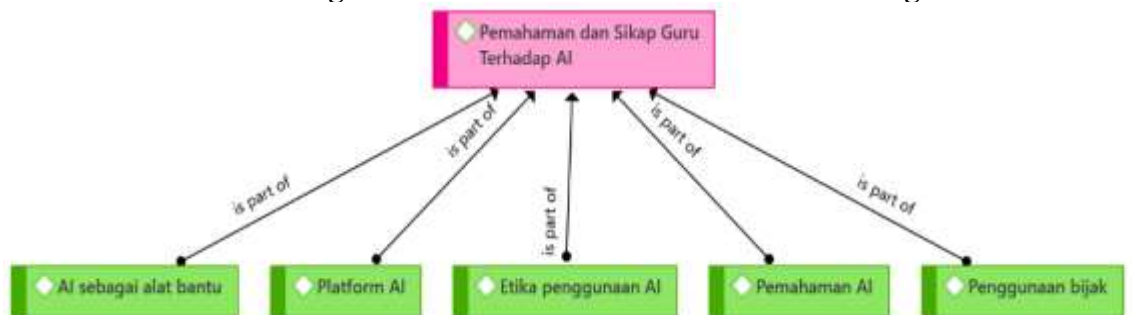 Pemahaman dan Sikap Guru
Terhadap AI
is part of
is part of
is part of
is part of
is part of
AI sebagai alat bantu
Platform AI
Etika penggunaan AI
Pemahaman AI
Penggunaan bijak